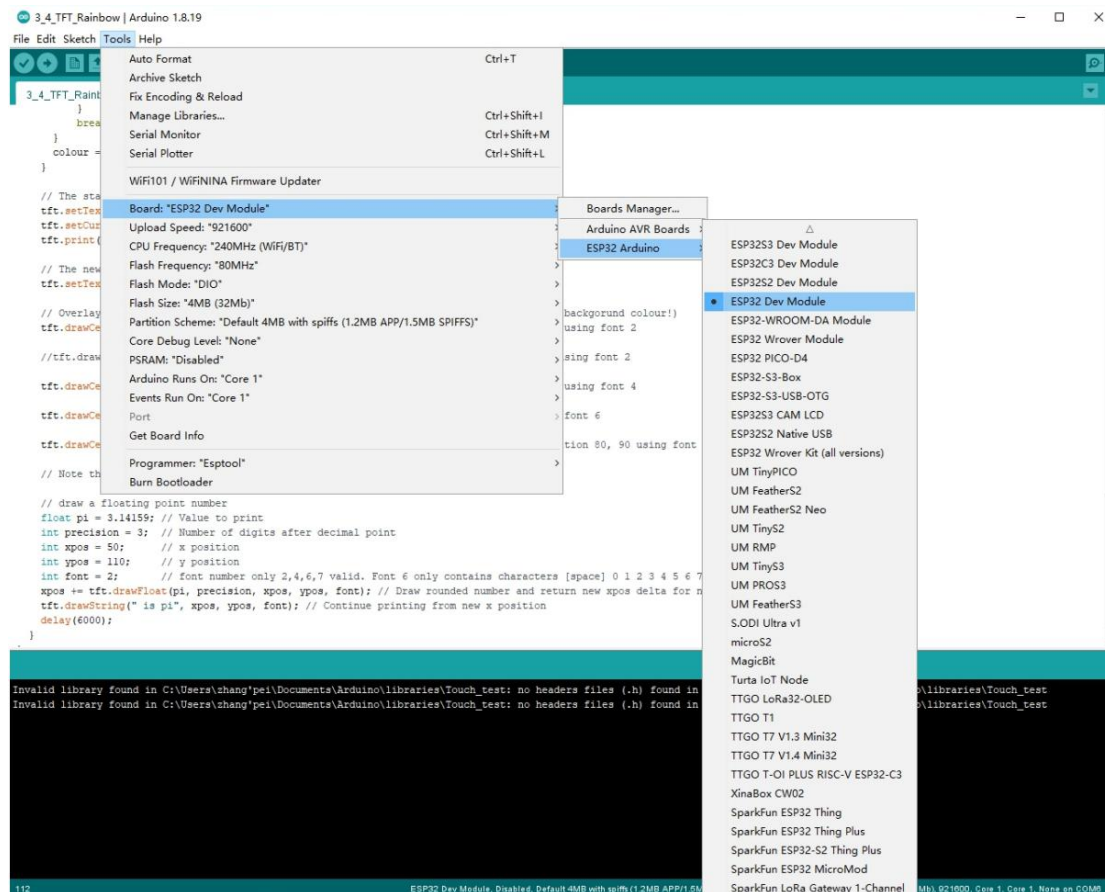 3_4_TFT_Rainbow | Arduino 1.8.19
File Edit Sketch Tools Help
3_4_TFT_Rainb
}
brea
}
colour =
}
// The sta
tft.setTex
tft.setCur
tft.print(
// The new
tft.setTex
// Overlay
tft.drawCe
//tft.draw
tft.drawCe
tft.drawCe
tft.drawCe
// Note th
Auto Format Ctrl+T
Archive Sketch
Fix Encoding & Reload
Manage Libraries... Ctrl+Shift+I
Serial Monitor Ctrl+Shift+M
Serial Plotter Ctrl+Shift+L
WiFi101 / WiFiNINA Firmware Updater
Board: "ESP32 Dev Module"
Upload Speed: "921600"
CPU Frequency: "240MHz (WiFi/BT)"
Flash Frequency: "80MHz"
Flash Mode: "DIO"
Flash Size: "4MB (32Mb)"
Partition Scheme: "Default 4MB with spiffs (1.2MB APP/1.5MB SPIFFS)"
Core Debug Level: "None"
PSRAM: "Disabled"
Arduino Runs On: "Core 1"
Events Run On: "Core 1"
Port
Get Board Info
Programmer: "Esptool"
Burn Bootloader
Boards Manager...
Arduino AVR Boards
ESP32 Arduino
backgorund colour!)
using font 2
sing font 2
using font 4
font 6
tion 80, 90 using font
ESP32S3 Dev Module
ESP32C3 Dev Module
ESP32S2 Dev Module
ESP32 Dev Module
ESP32-WROOM-DA Module
ESP32 Wrover Module
ESP32 PICO-D4
ESP32-S3-Box
ESP32-S3-USB-OTG
ESP32S3 CAM LCD
ESP32S2 Native USB
ESP32 Wrover Kit (all versions)
UM TinyPICO
UM FeatherS2
UM FeatherS2 Neo
UM TinyS2
UM RMP
UM TinyS3
UM PROS3
UM FeatherS3
S.ODI Ultra v1
microS2
MagicBit
Turta IoT Node
TTGO LoRa32-OLED
TTGO T1
TTGO T7 V1.3 Mini32
TTGO T7 V1.4 Mini32
TTGO T-OI PLUS RISC-V ESP32-C3
XinaBox CW02
SparkFun ESP32 Thing
SparkFun ESP32 Thing Plus
SparkFun ESP32-S2 Thing Plus
SparkFun ESP32 MicroMod
SparkFun LoRa Gateway 1-Channel
// draw a floating point number
float pi = 3.14159; // Value to print
int precision = 3; // Number of digits after decimal point
int xpos = 50; // x position
int ypos = 110; // y position
int font = 2; // font number only 2,4,6,7 valid. Font 6 only contains characters [space] 0 1 2 3 4 5 6 7
xpos += tft.drawFloat(pi, precision, xpos, ypos, font); // Draw rounded number and return new xpos delta for n
tft.drawString(" is pi", xpos, ypos, font); // Continue printing from new x position
delay(6000);
}
Invalid library found in C:\Users\zhang'pei\Documents\Arduino\libraries\Touch_test: no headers files (.h) found in o\libraries\Touch_test
Invalid library found in C:\Users\zhang'pei\Documents\Arduino\libraries\Touch_test: no headers files (.h) found in o\libraries\Touch_test
112 ESP32 Dev Module, Disabled, Default 4MB with spiffs (1.2MB APP/1.5M Mb), 921600, Core 1, Core 1, None on COM6